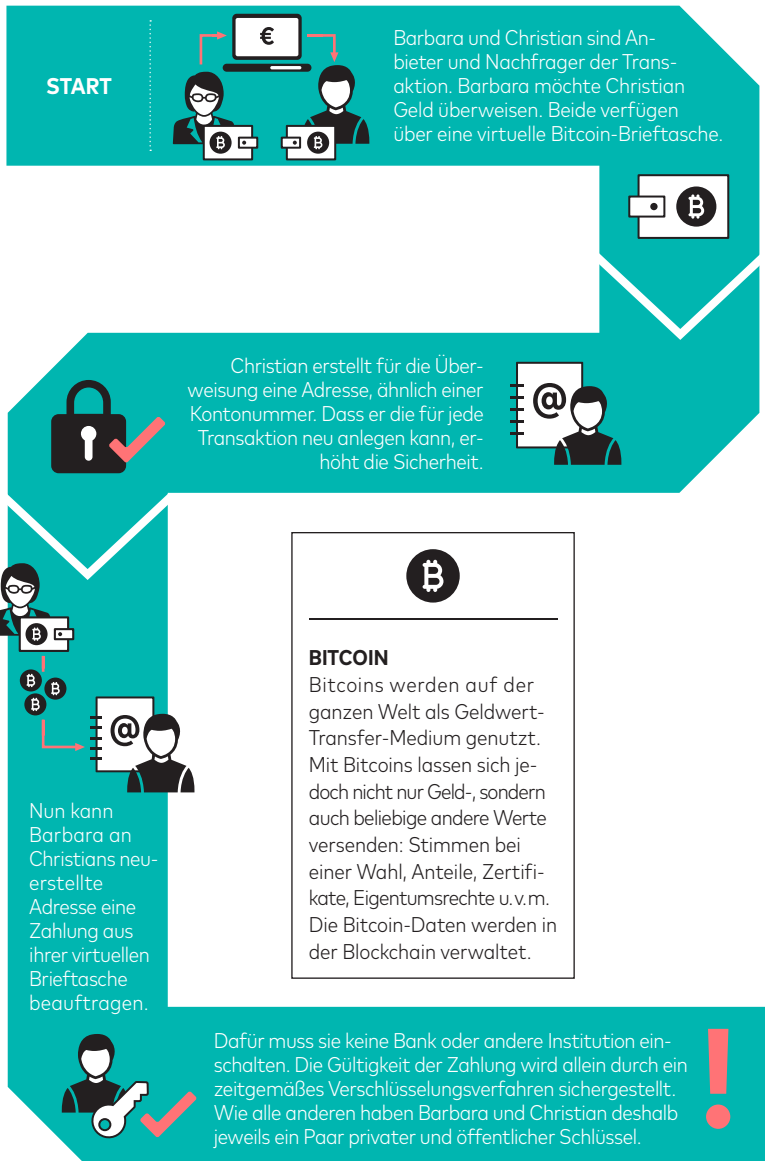 START
€
Barbara und Christian sind An-
bieter und Nachfrager der Trans-
aktion. Barbara möchte Christian
Geld überweisen. Beide verfügen
über eine virtuelle Bitcoin-Brieftasche.
Christian erstellt für die Über-
weisung eine Adresse, ähnlich einer
Kontonummer. Dass er die für jede
Transaktion neu anlegen kann, er-
höht die Sicherheit.
@
@
Nun kann
Barbara an
Christians neu-
erstellte
Adresse eine
Zahlung aus
ihrer virtuellen
Brieftasche
beauftragen.
BITCOIN
Bitcoins werden auf der
ganzen Welt als Geldwert-
Transfer-Medium genutzt.
Mit Bitcoins lassen sich je-
doch nicht nur Geld-, sondern
auch beliebige andere Werte
versenden: Stimmen bei
einer Wahl, Anteile, Zertifi-
kate, Eigentumsrechte u.v.m.
Die Bitcoin-Daten werden in
der Blockchain verwaltet.
Dafür muss sie keine Bank oder andere Institution ein-
schalten. Die Gültigkeit der Zahlung wird allein durch ein
zeitgemäßes Verschlüsselungsverfahren sichergestellt.
Wie alle anderen haben Barbara und Christian deshalb
jeweils ein Paar privater und öffentlicher Schlüssel.
!